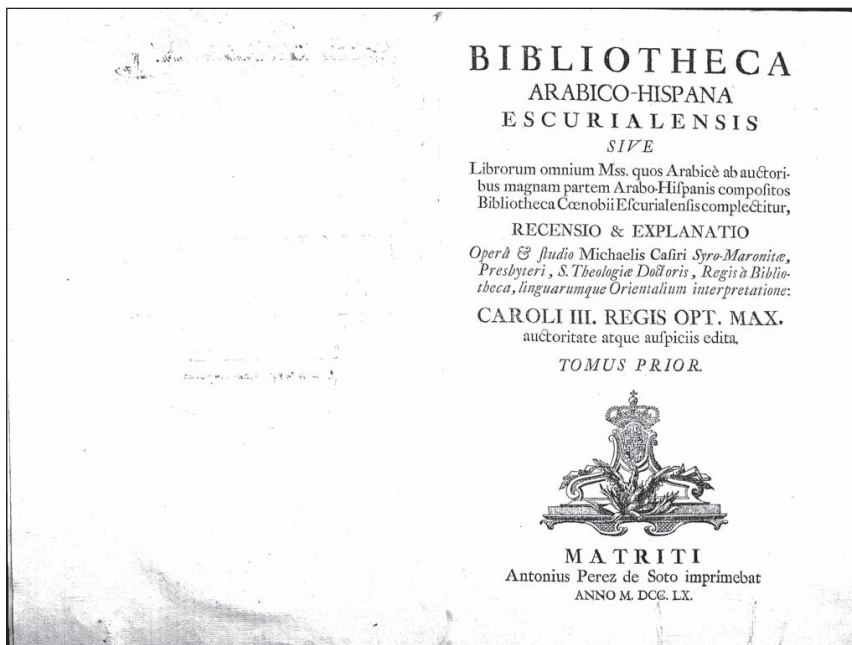 BIBLIOTHECA
ARABICO-HISPANA
ESCURIALENSIS
SIVE
Librorum omnium Mss. quos Arabicè ab auctori-
bus magnam partem Arabo-Hiſpanis compoſitos
Bibliotheca Cœnobii Eſcurialenſis complectitur,
RECENSIO & EXPLANATIO
Operâ & ſtudio Michaelis Caſiri Syro-Maronitæ,
Presbyteri, S. Theologiæ Doctoris, Regis à Biblio-
theca, linguarumque Orientalium interpretatione:
CAROLI III. REGIS OPT. MAX.
auctoritate atque auſpiciis edita.
TOMUS PRIOR.
MATRITI
Antonius Perez de Soto imprimebat
ANNO M. DCC. LX.